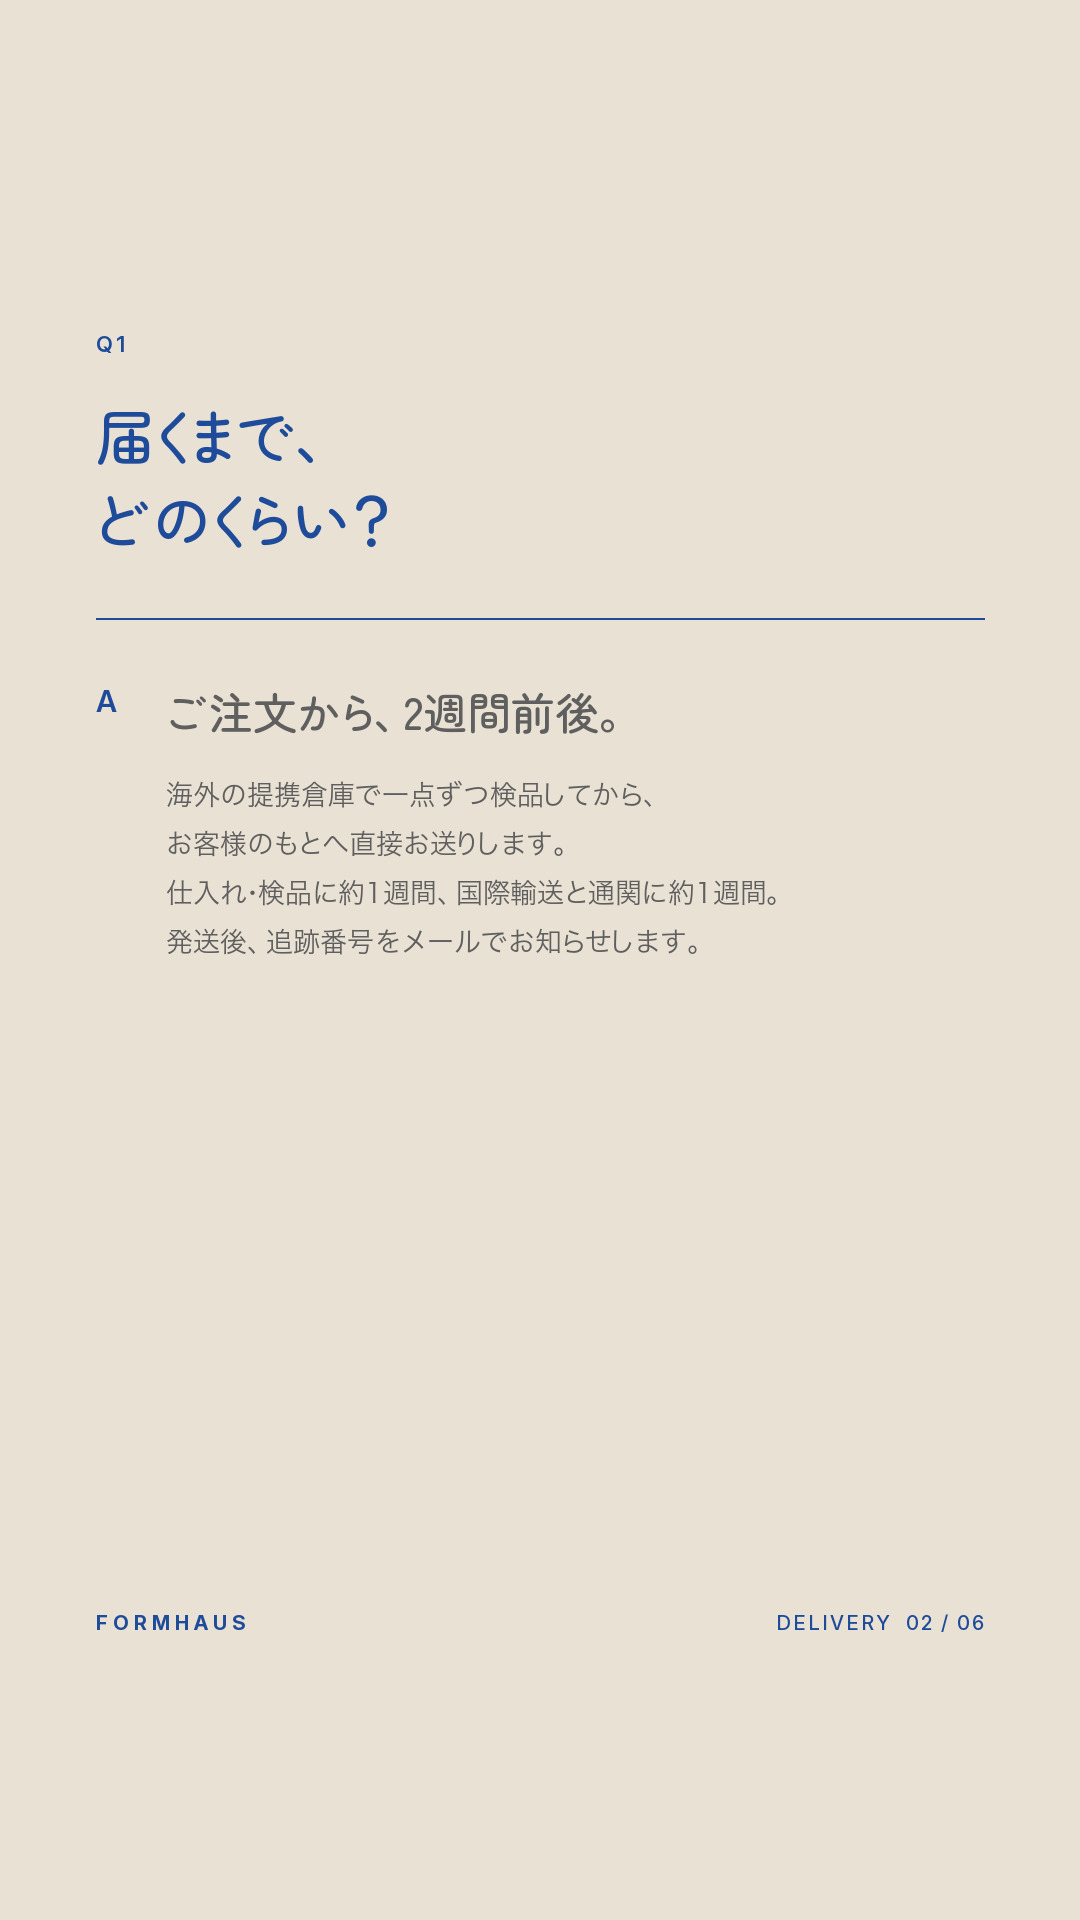 Q1
届くまで、
どのくらい？
A
ご注文から、2週間前後。
海外の提携倉庫で一点ずつ検品してから、
お客様のもとへ直接お送りします。
仕入れ・検品に約1週間、国際輸送と通関に約1週間。
発送後、追跡番号をメールでお知らせします。
FORMHAUS
DELIVERY 02 / 06